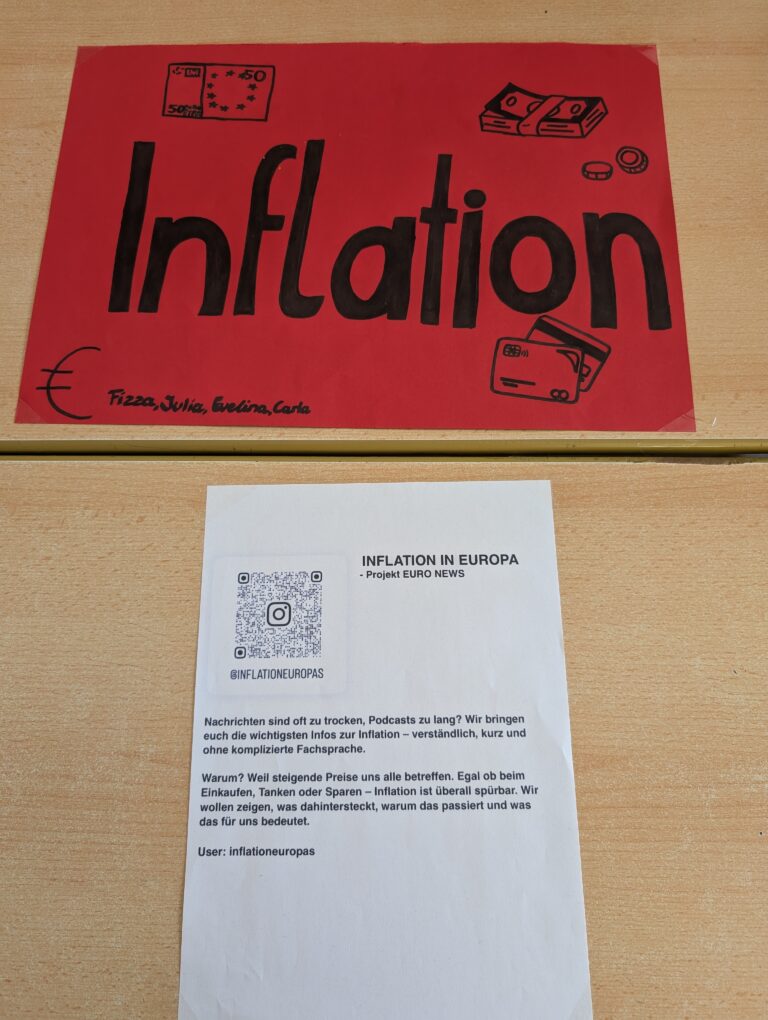 50
50
Inflation
€
Fizza, Julia, Evelina, Carla
INFLATION IN EUROPA
- Projekt EURO NEWS
@INFLATIONEUROPAS
Nachrichten sind oft zu trocken, Podcasts zu lang? Wir bringen
euch die wichtigsten Infos zur Inflation – verständlich, kurz und
ohne komplizierte Fachsprache.
Warum? Weil steigende Preise uns alle betreffen. Egal ob beim
Einkaufen, Tanken oder Sparen – Inflation ist überall spürbar. Wir
wollen zeigen, was dahintersteckt, warum das passiert und was
das für uns bedeutet.
User: inflationeuropas